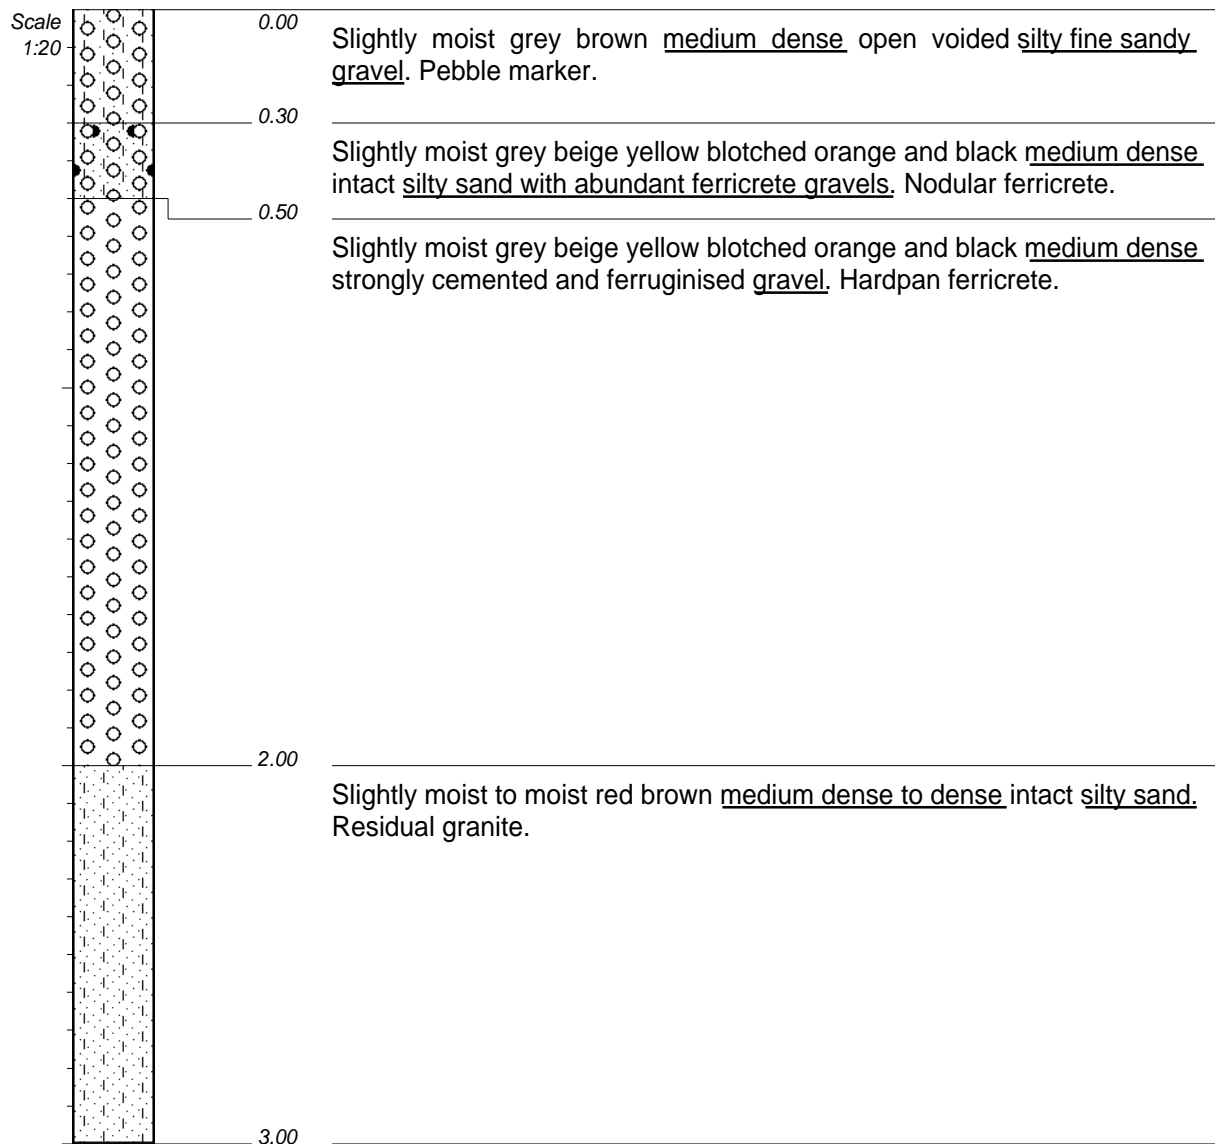 Scale
1:20
0.00
Slightly moist grey brown medium dense open voided silty fine sandy
gravel. Pebble marker.
0.30
Slightly moist grey beige yellow blotched orange and black medium dense
intact silty sand with abundant ferricrete gravels. Nodular ferricrete.
0.50
Slightly moist grey beige yellow blotched orange and black medium dense
strongly cemented and ferruginised gravel. Hardpan ferricrete.
2.00
Slightly moist to moist red brown medium dense to dense intact silty sand.
Residual granite.
3.00